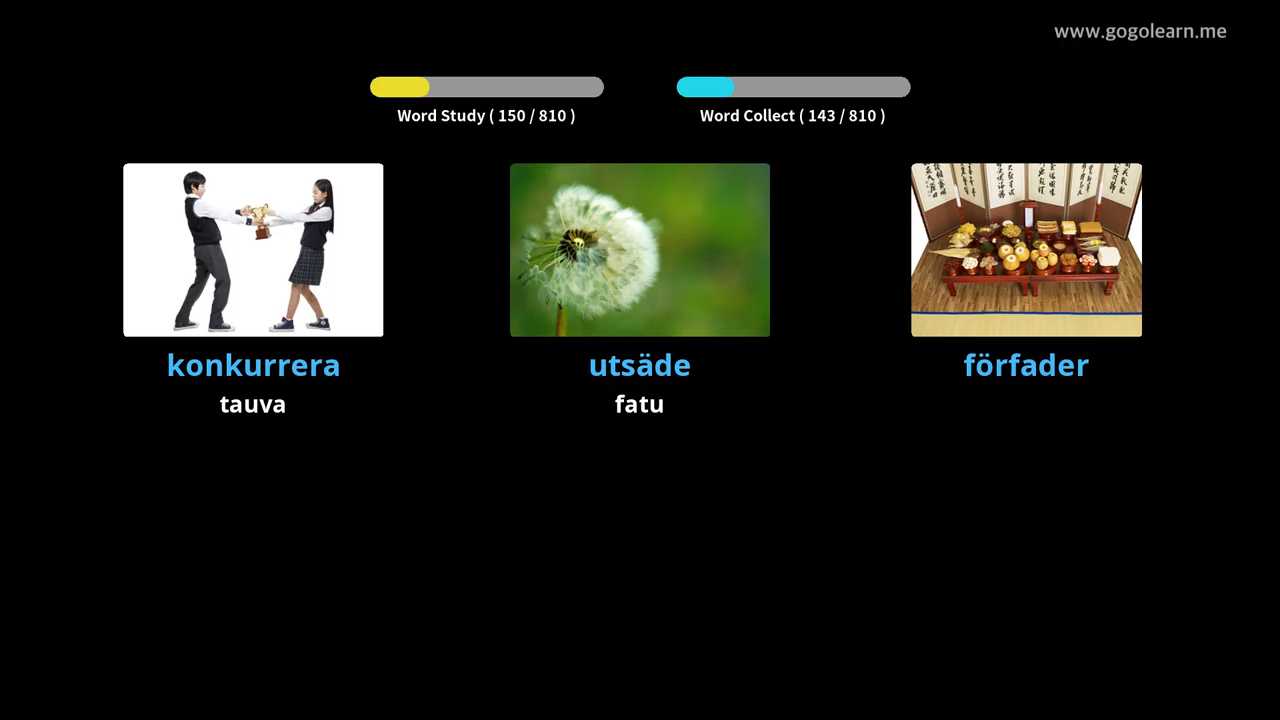 www.gogolearn.me
Word Study ( 150 / 810 )
Word Collect ( 143 / 810 )
konkurrera
utsäde
förfader
tauva
fatu